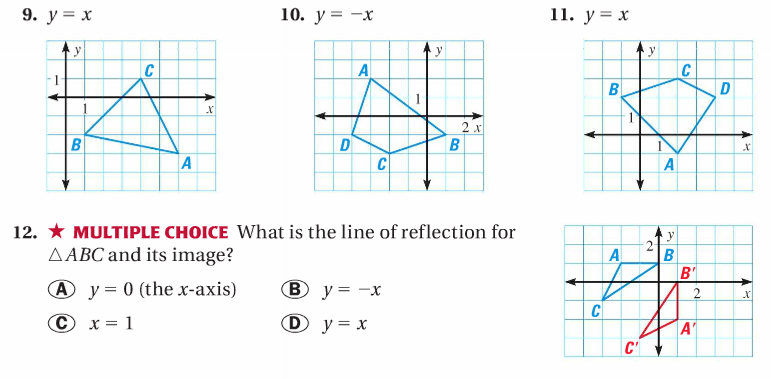 9. y = x
10. y = −x
11. y = x
y
C
1
1
x
B
A
y
A
1
2 x
D
B
C
y
C
B
D
1
1
x
A
12. ★ MULTIPLE CHOICE What is the line of reflection for
△ABC and its image?
A y = 0 (the x-axis)
B y = −x
C x = 1
D y = x
y
2
A
B
B′
2
x
C
A′
C′